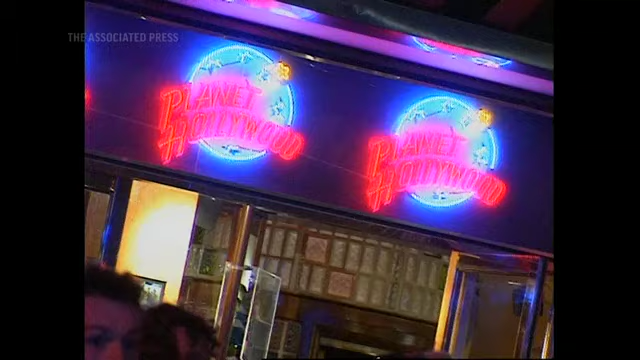 THE ASSOCIATED PRESS
PLANET
HOLLYWOOD
PLANET
HOLLYWOOD